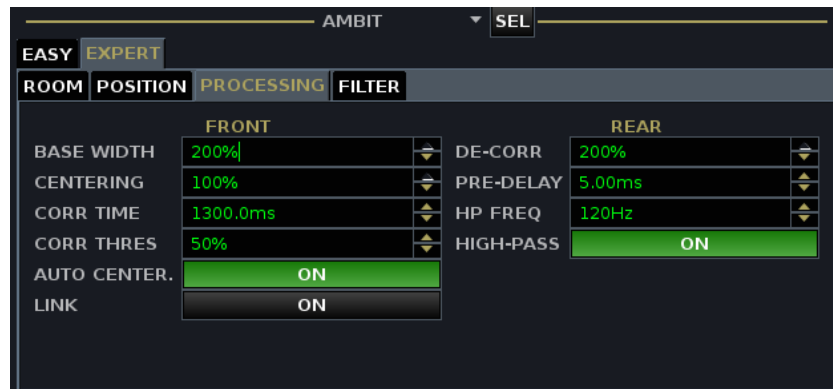 AMBIT SEL
EASY EXPERT
ROOM POSITION PROCESSING FILTER
FRONT REAR
BASE WIDTH 200% DE-CORR 200%
CENTERING 100% PRE-DELAY 5.00ms
CORR TIME 1300.0ms HP FREQ 120Hz
CORR THRES 50% HIGH-PASS ON
AUTO CENTER. ON
LINK ON